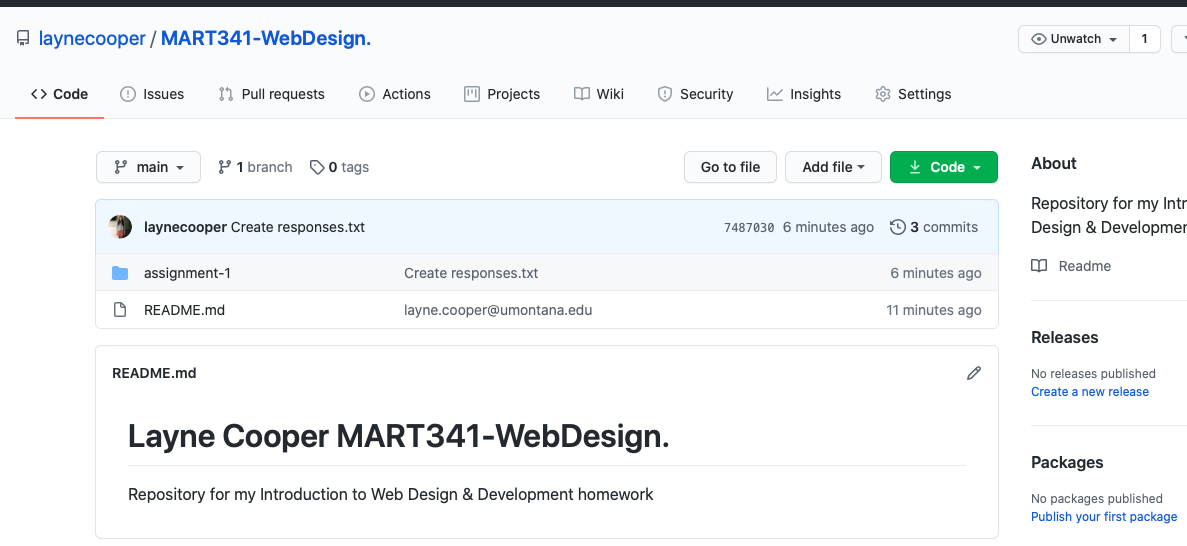 laynecooper / MART341-WebDesign.
Unwatch 1
Code Issues Pull requests Actions Projects Wiki Security Insights Settings
main 1 branch 0 tags Go to file Add file Code
laynecooper Create responses.txt 7487030 6 minutes ago 3 commits
assignment-1 Create responses.txt 6 minutes ago
README.md layne.cooper@umontana.edu 11 minutes ago
README.md
Layne Cooper MART341-WebDesign.
Repository for my Introduction to Web Design & Development homework
About
Repository for my Intr
Design & Developmen
Readme
Releases
No releases published
Create a new release
Packages
No packages published
Publish your first package